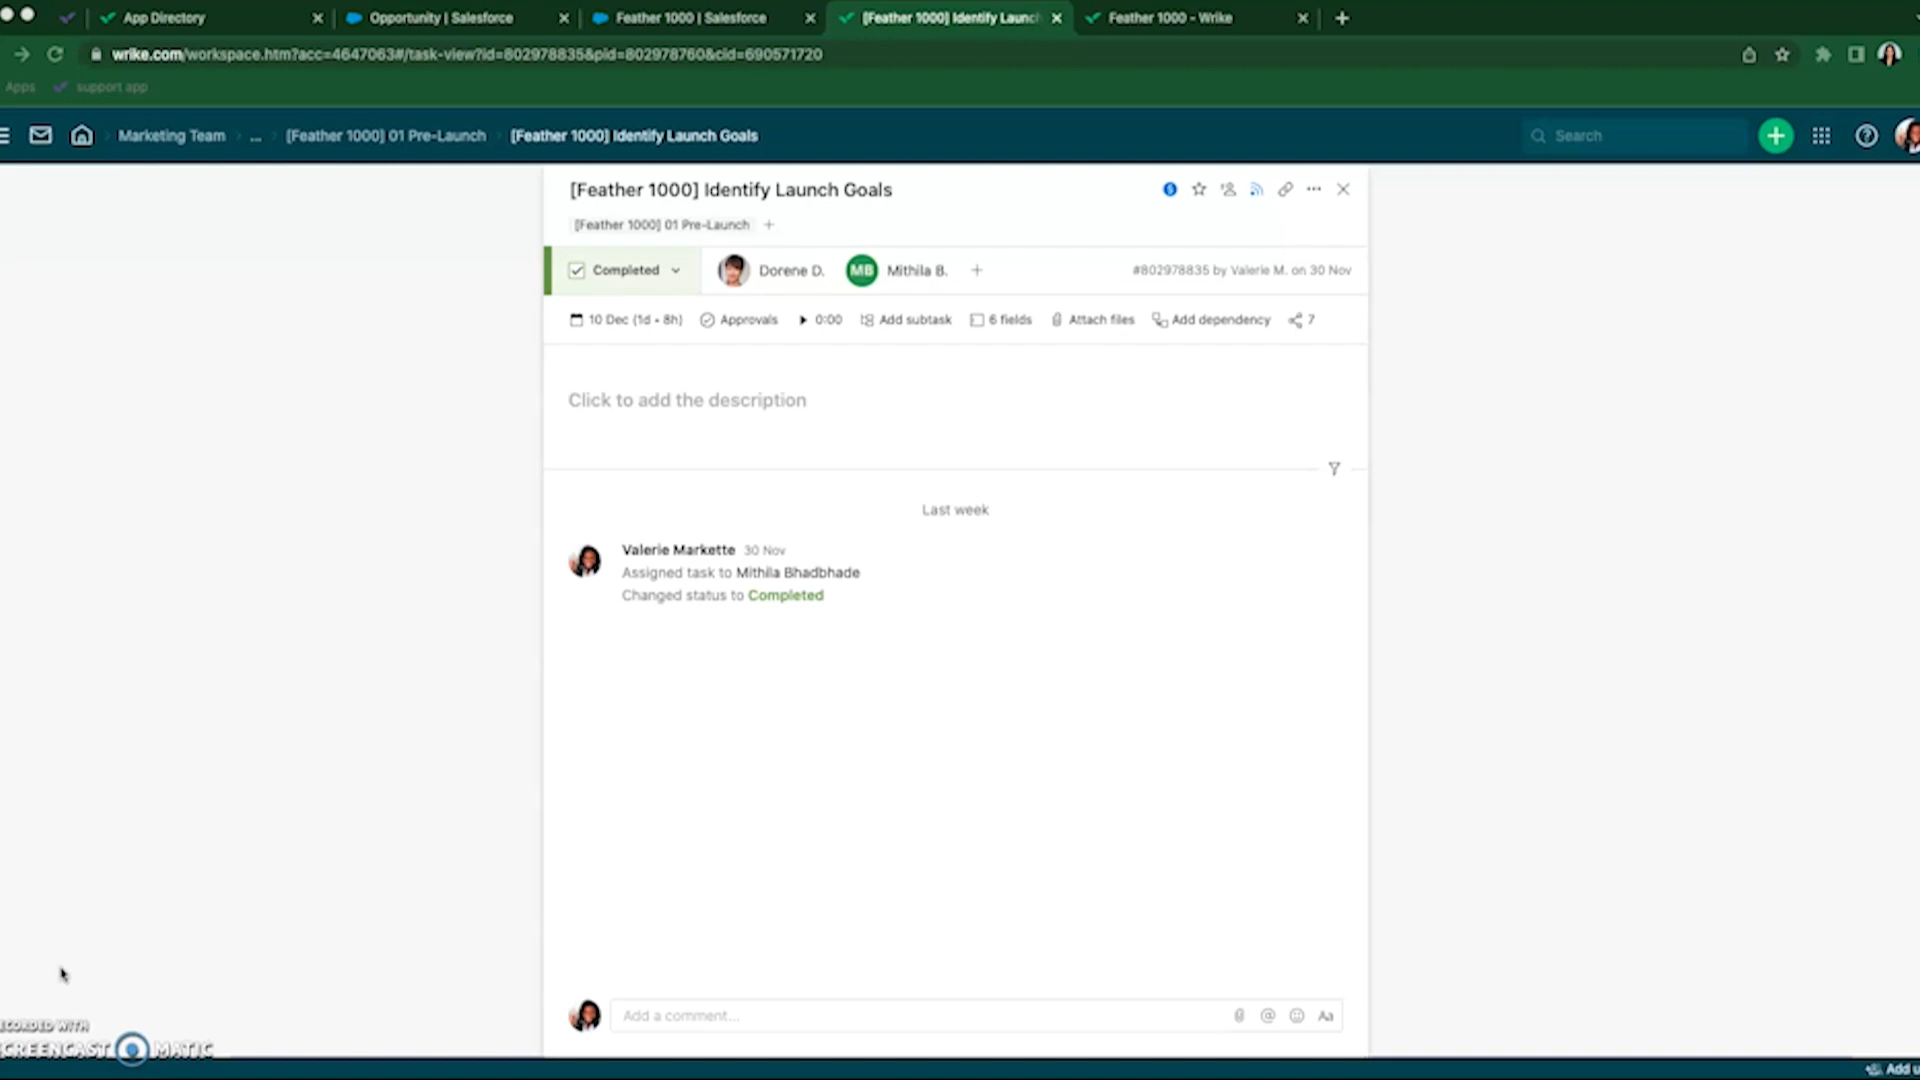 App Directory
Opportunity | Salesforce
Feather 1000 | Salesforce
[Feather 1000] Identify Launch
Feather 1000 - Wrike
wrike.com/workspace.htm?acc=4647063#/task-view?id=802978835&pid=802978760&cid=690571720
Apps
support app
Marketing Team
...
[Feather 1000] 01 Pre-Launch
[Feather 1000] Identify Launch Goals
Search
[Feather 1000] Identify Launch Goals
[Feather 1000] 01 Pre-Launch
Completed
Dorene D.
MB
Mithila B.
#802978835 by Valerie M. on 30 Nov
10 Dec (1d • 8h)
Approvals
0:00
Add subtask
6 fields
Attach files
Add dependency
7
Click to add the description
Last week
Valerie Markette 30 Nov
Assigned task to Mithila Bhadbhade
Changed status to Completed
Add a comment...
Aa
ECORDED WITH
CREENCAST MATIC
Add u